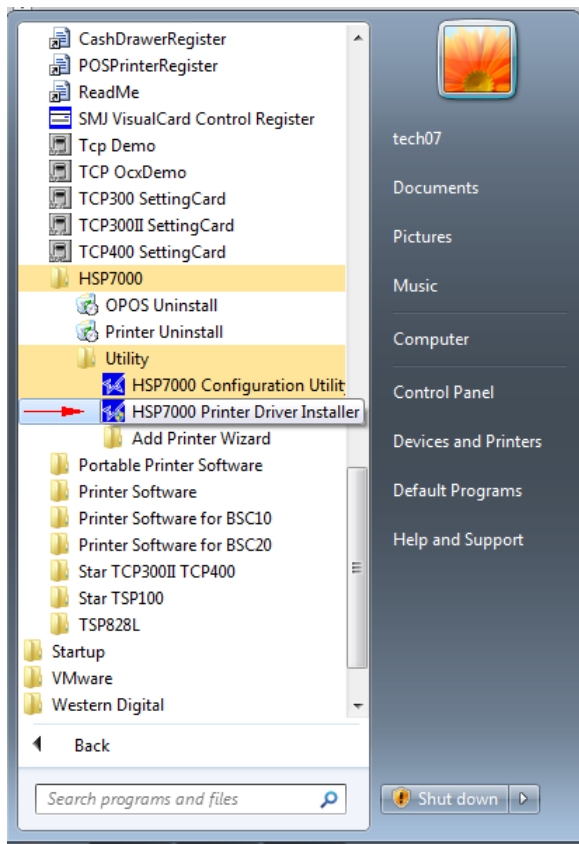 CashDrawerRegister
POSPrinterRegister
ReadMe
SMJ VisualCard Control Register
Tcp Demo
TCP OcxDemo
TCP300 SettingCard
TCP300II SettingCard
TCP400 SettingCard
HSP7000
OPOS Uninstall
Printer Uninstall
Utility
HSP7000 Configuration Utilit
HSP7000 Printer Driver Installer
Add Printer Wizard
Portable Printer Software
Printer Software
Printer Software for BSC10
Printer Software for BSC20
Star TCP300II TCP400
Star TSP100
TSP828L
Startup
VMware
Western Digital
Back
Search programs and files
tech07
Documents
Pictures
Music
Computer
Control Panel
Devices and Printers
Default Programs
Help and Support
Shut down